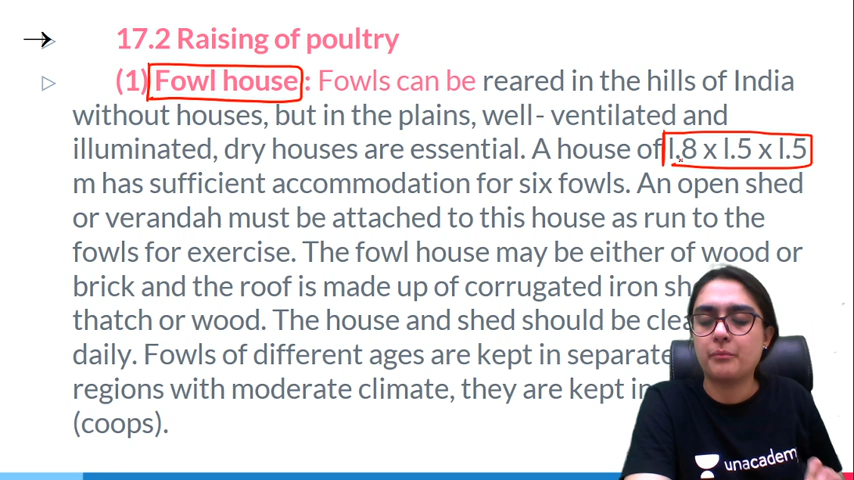 17.2 Raising of poultry
(1) Fowl house : Fowls can be reared in the hills of India
without houses, but in the plains, well- ventilated and
illuminated, dry houses are essential. A house of l.8 x l.5 x l.5
m has sufficient accommodation for six fowls. An open shed
or verandah must be attached to this house as run to the
fowls for exercise. The fowl house may be either of wood or
brick and the roof is made up of corrugated iron
thatch or wood. The house and shed should be
daily. Fowls of different ages are kept in
regions with moderate climate, they are kept
(coops).
unacademy